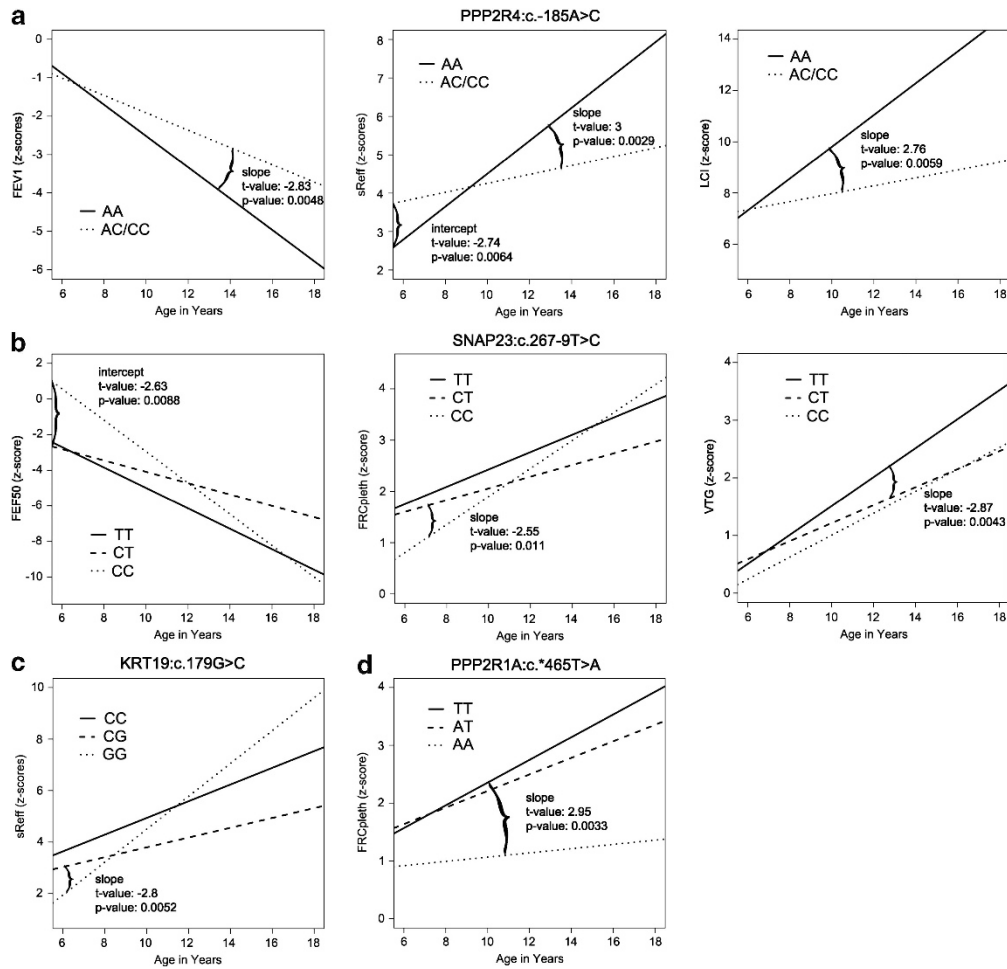 a
PPP2R4:c.-185A>C
FEV1 (z-scores)
0
-1
-2
-3
-4
-5
-6
AA
AC/CC
slope
t-value: -2.83
p-value: 0.0048
6 8 10 12 14 16 18
Age in Years
sReff (z-scores)
8
7
6
5
4
3
2
AA
AC/CC
slope
t-value: 3
p-value: 0.0029
intercept
t-value: -2.74
p-value: 0.0064
6 8 10 12 14 16 18
Age in Years
LCI (z-score)
14
12
10
8
6
AA
AC/CC
slope
t-value: 2.76
p-value: 0.0059
6 8 10 12 14 16 18
Age in Years
b
SNAP23:c.267-9T>C
FEF50 (z-score)
2
0
-2
-4
-6
-8
-10
intercept
t-value: -2.63
p-value: 0.0088
TT
CT
CC
6 8 10 12 14 16 18
Age in Years
FRCpleth (z-score)
4
3
2
1
0
TT
CT
CC
slope
t-value: -2.55
p-value: 0.011
6 8 10 12 14 16 18
Age in Years
VTG (z-score)
4
3
2
1
0
TT
CT
CC
slope
t-value: -2.87
p-value: 0.0043
6 8 10 12 14 16 18
Age in Years
c
KRT19:c.179G>C
sReff (z-scores)
10
8
6
4
2
CC
CG
GG
slope
t-value: -2.8
p-value: 0.0052
6 8 10 12 14 16 18
Age in Years
d
PPP2R1A:c.*465T>A
FRCpleth (z-score)
4
3
2
1
0
TT
AT
AA
slope
t-value: 2.95
p-value: 0.0033
6 8 10 12 14 16 18
Age in Years